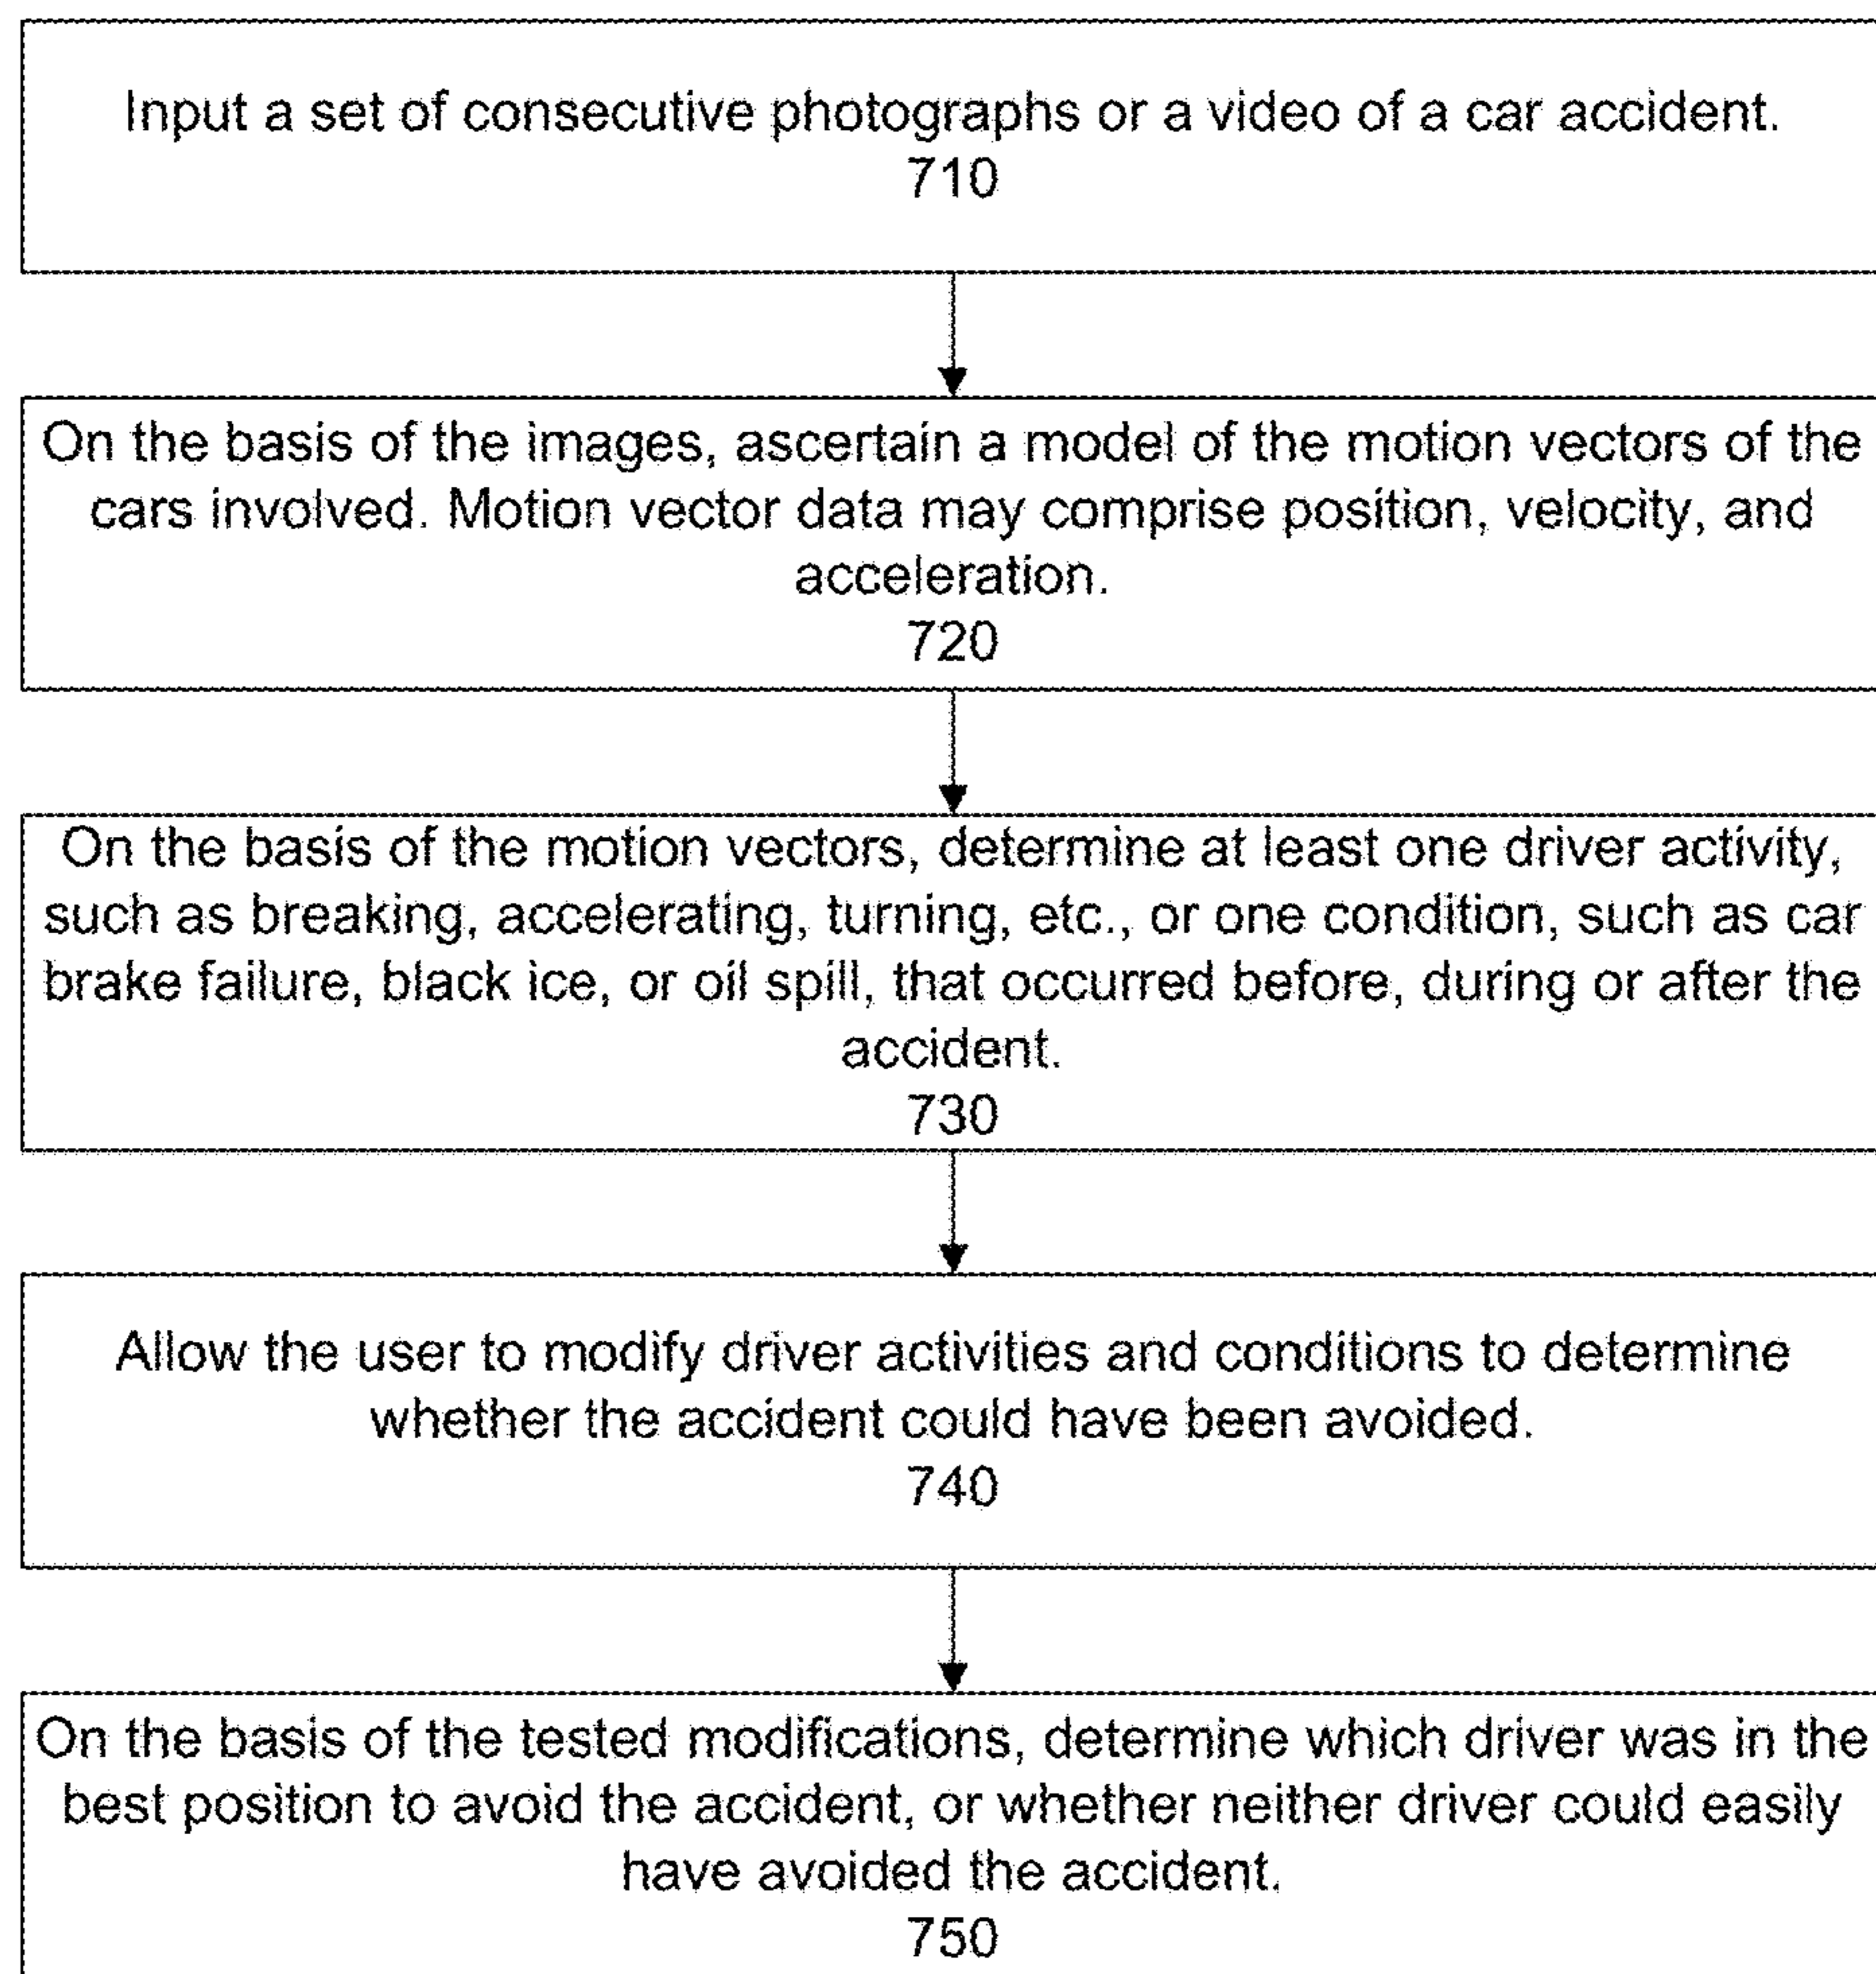 Input a set of consecutive photographs or a video of a car accident.
710
On the basis of the images, ascertain a model of the motion vectors of the
cars involved. Motion vector data may comprise position, velocity, and
acceleration.
720
On the basis of the motion vectors, determine at least one driver activity,
such as breaking, accelerating, turning, etc., or one condition, such as car
brake failure, black ice, or oil spill, that occurred before, during or after the
accident.
730
Allow the user to modify driver activities and conditions to determine
whether the accident could have been avoided.
740
On the basis of the tested modifications, determine which driver was in the
best position to avoid the accident, or whether neither driver could easily
have avoided the accident.
750